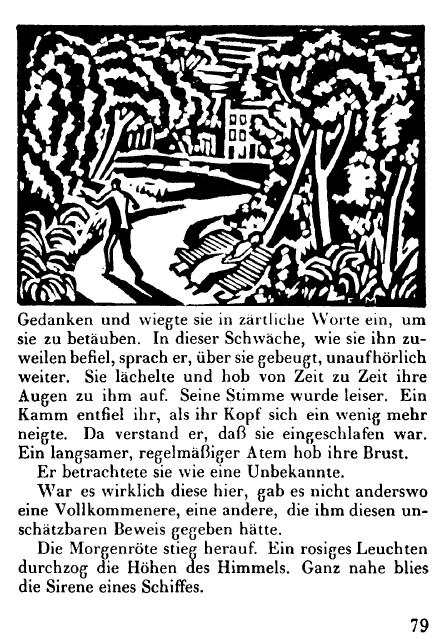 F M
Gedanken und wiegte sie in zärtliche Worte ein, um
sie zu betäuben. In dieser Schwäche, wie sie ihn zu-
weilen befiel, sprach er, über sie gebeugt, unaufhörlich
weiter. Sie lächelte und hob von Zeit zu Zeit ihre
Augen zu ihm auf. Seine Stimme wurde leiser. Ein
Kamm entfiel ihr, als ihr Kopf sich ein wenig mehr
neigte. Da verstand er, daß sie eingeschlafen war.
Ein langsamer, regelmäßiger Atem hob ihre Brust.
Er betrachtete sie wie eine Unbekannte.
War es wirklich diese hier, gab es nicht anderswo
eine Vollkommenere, eine andere, die ihm diesen un-
schätzbaren Beweis gegeben hätte.
Die Morgenröte stieg herauf. Ein rosiges Leuchten
durchzog die Höhen des Himmels. Ganz nahe blies
die Sirene eines Schiffes.
79